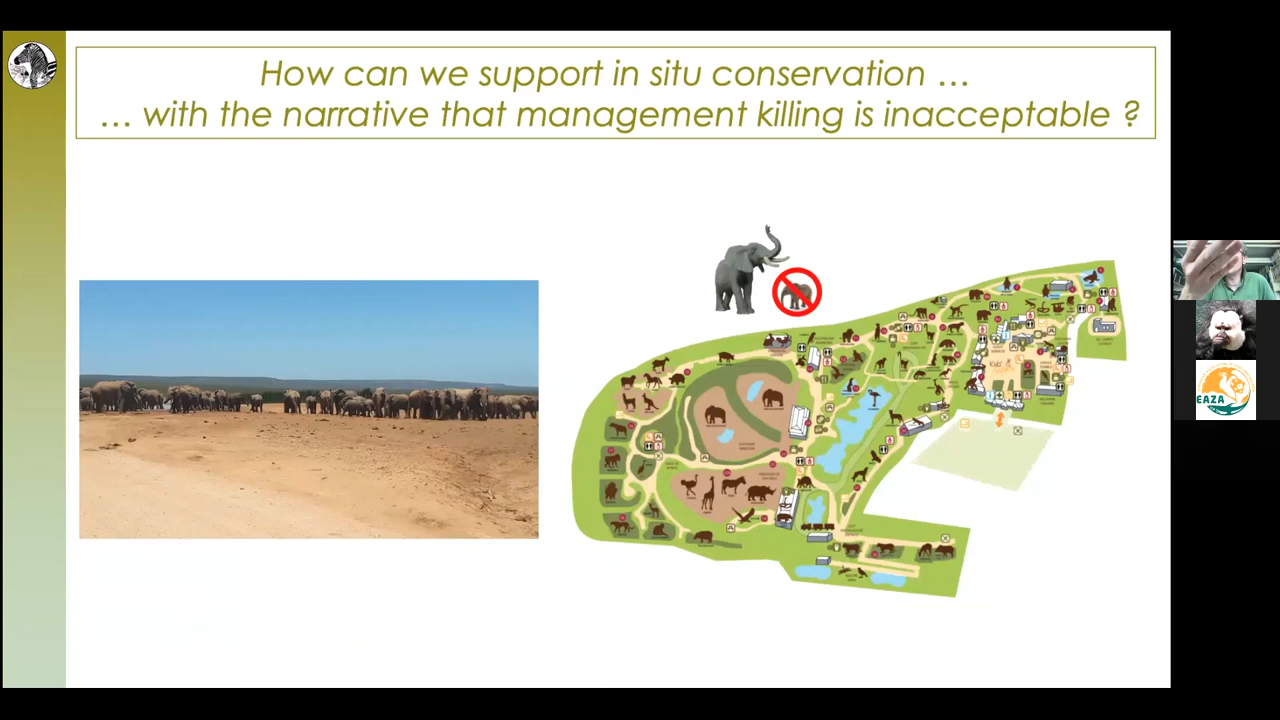 How can we support in situ conservation …
… with the narrative that management killing is inacceptable ?
EAZA